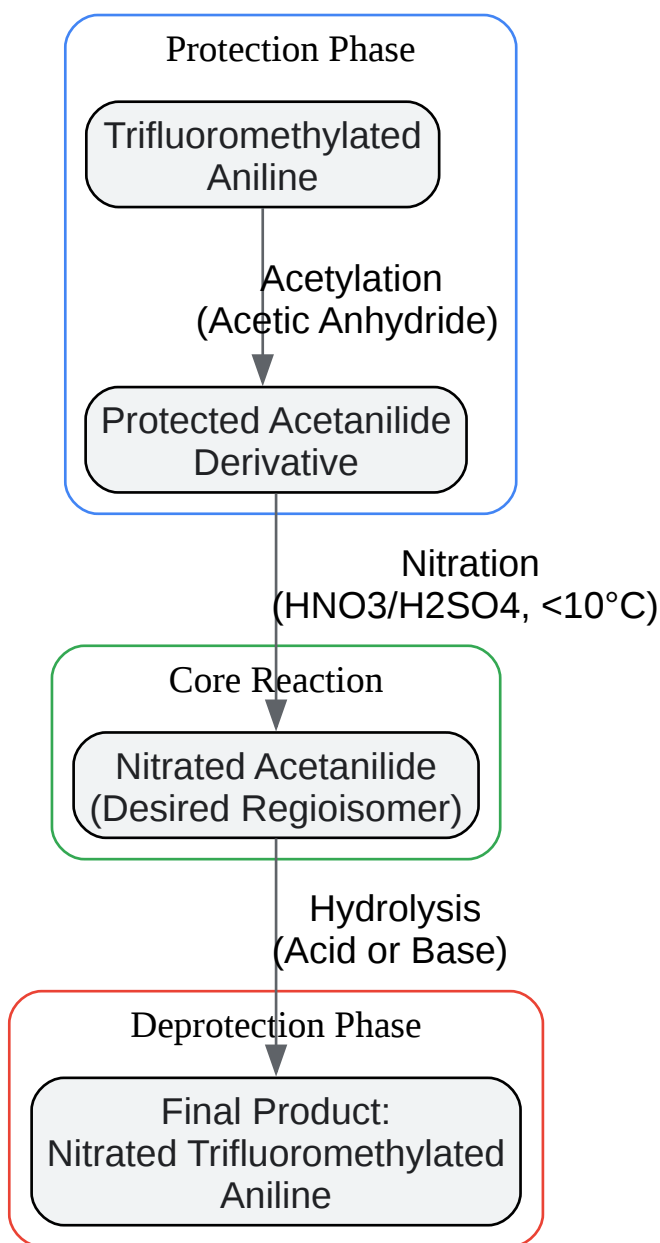 Protection Phase
Trifluoromethylated
Aniline
Acetylation
(Acetic Anhydride)
Protected Acetanilide
Derivative
Nitration
(HNO3/H2SO4, <10°C)
Core Reaction
Nitrated Acetanilide
(Desired Regioisomer)
Hydrolysis
(Acid or Base)
Deprotection Phase
Final Product:
Nitrated Trifluoromethylated
Aniline